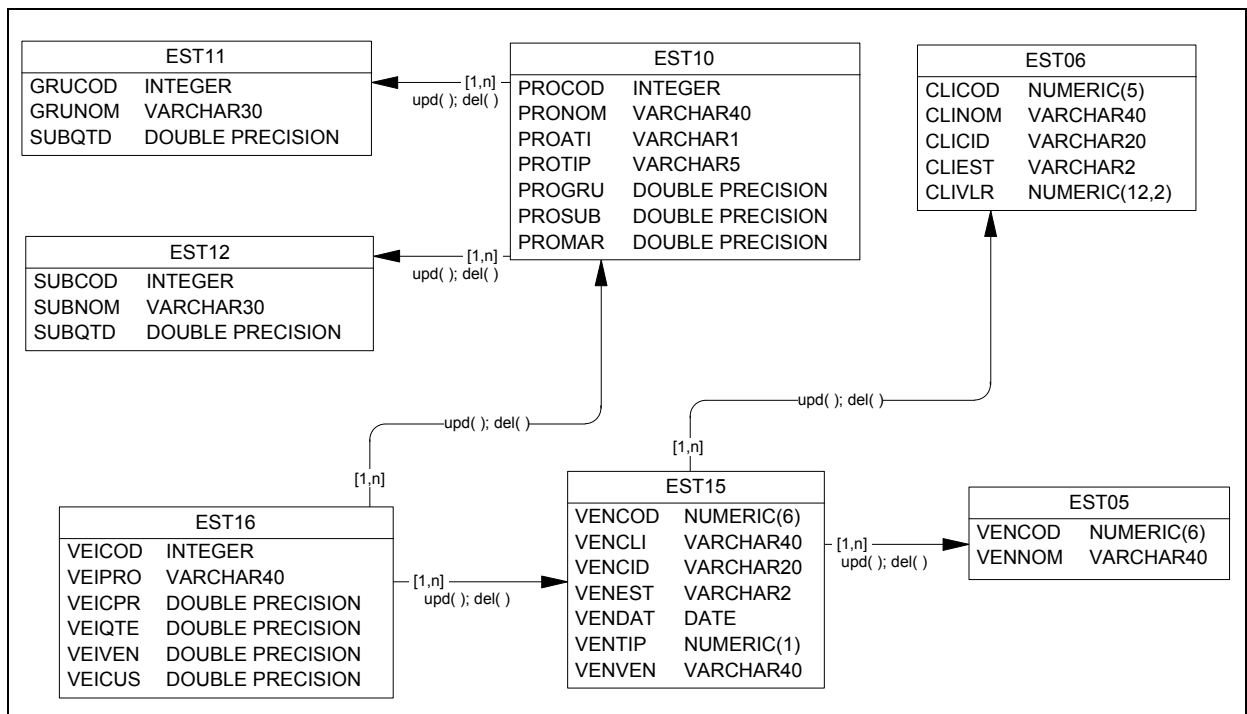 EST11
GRUCOD INTEGER
GRUNOM VARCHAR30
SUBQTD DOUBLE PRECISION
[1,n]
upd( ); del( )
EST10
PROCOD INTEGER
PRONOM VARCHAR40
PROATI VARCHAR1
PROTIP VARCHAR5
PROGRU DOUBLE PRECISION
PROSUB DOUBLE PRECISION
PROMAR DOUBLE PRECISION
EST06
CLICOD NUMERIC(5)
CLINOM VARCHAR40
CLICID VARCHAR20
CLIEST VARCHAR2
CLIVLR NUMERIC(12,2)
EST12
SUBCOD INTEGER
SUBNOM VARCHAR30
SUBQTD DOUBLE PRECISION
[1,n]
upd( ); del( )
upd( ); del( )
[1,n]
upd( ); del( )
[1,n]
EST16
VEICOD INTEGER
VEIPRO VARCHAR40
VEICPR DOUBLE PRECISION
VEIQTE DOUBLE PRECISION
VEIVEN DOUBLE PRECISION
VEICUS DOUBLE PRECISION
[1,n]
upd( ); del( )
EST15
VENCOD NUMERIC(6)
VENCLI VARCHAR40
VENCID VARCHAR20
VENEST VARCHAR2
VENDAT DATE
VENTIP NUMERIC(1)
VENVEN VARCHAR40
[1,n]
upd( ); del( )
EST05
VENCOD NUMERIC(6)
VENNOM VARCHAR40